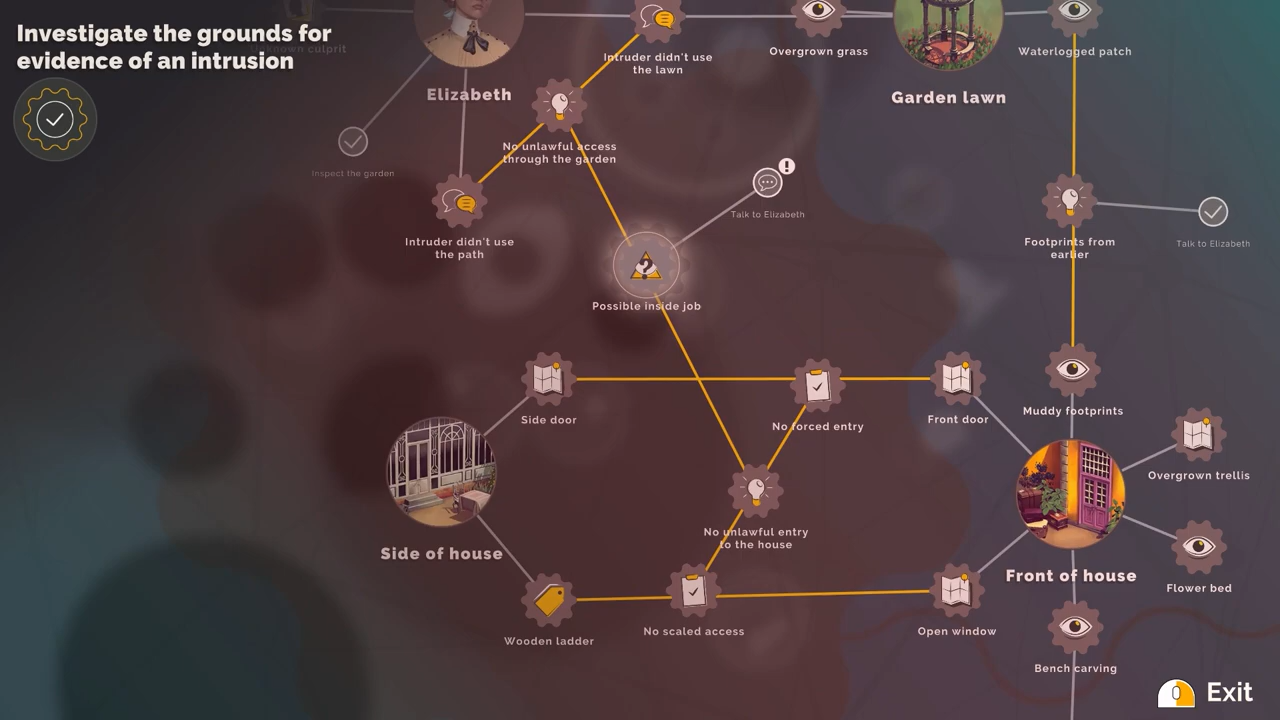 Investigate the grounds for
evidence of an intrusion
Unknown culprit
Intruder didn't use
the lawn
Overgrown grass
Waterlogged patch
Elizabeth
Garden lawn
No unlawful access
through the garden
Inspect the garden
Talk to Elizabeth
Intruder didn't use
the path
Footprints from
earlier
Talk to Elizabeth
Possible inside job
Side door
No forced entry
Front door
Muddy footprints
Overgrown trellis
No unlawful entry
to the house
Side of house
Front of house
Flower bed
Wooden ladder
No scaled access
Open window
Bench carving
Exit